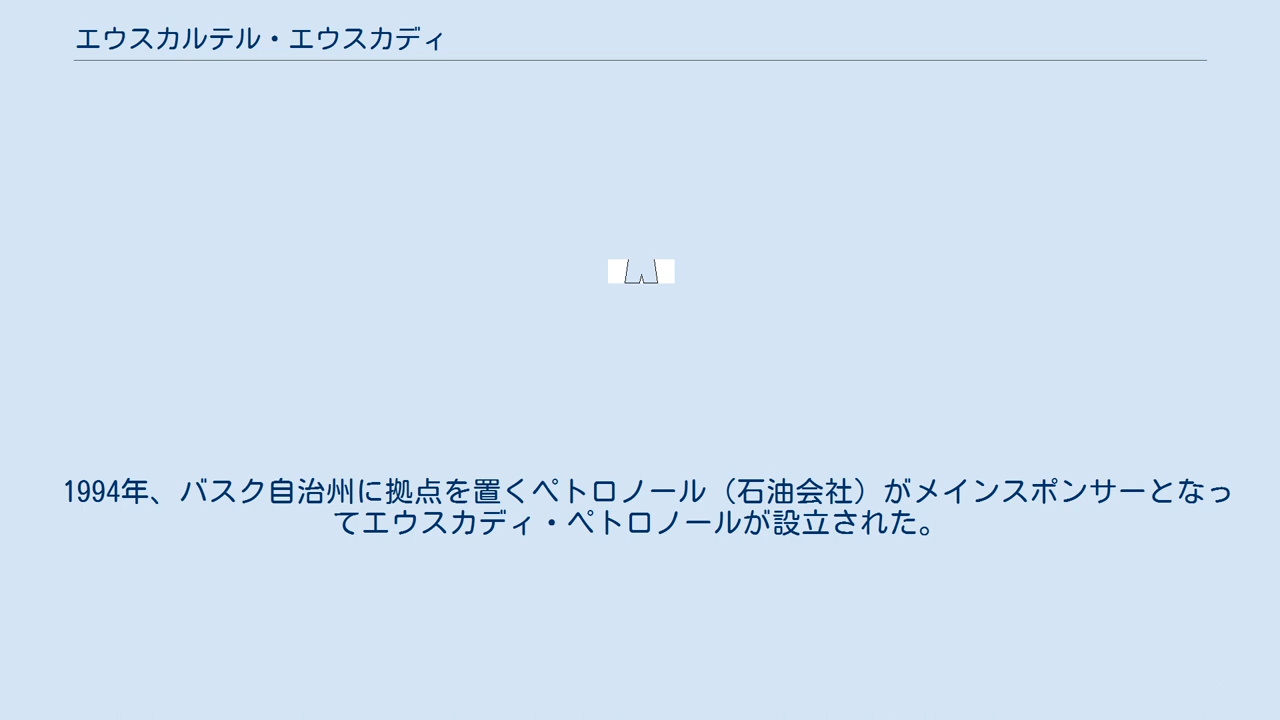 エウスカルテル・エウスカディ
1994年、バスク自治州に拠点を置くペトロノール（石油会社）がメインスポンサーとなっ
てエウスカディ・ペトロノールが設立された。